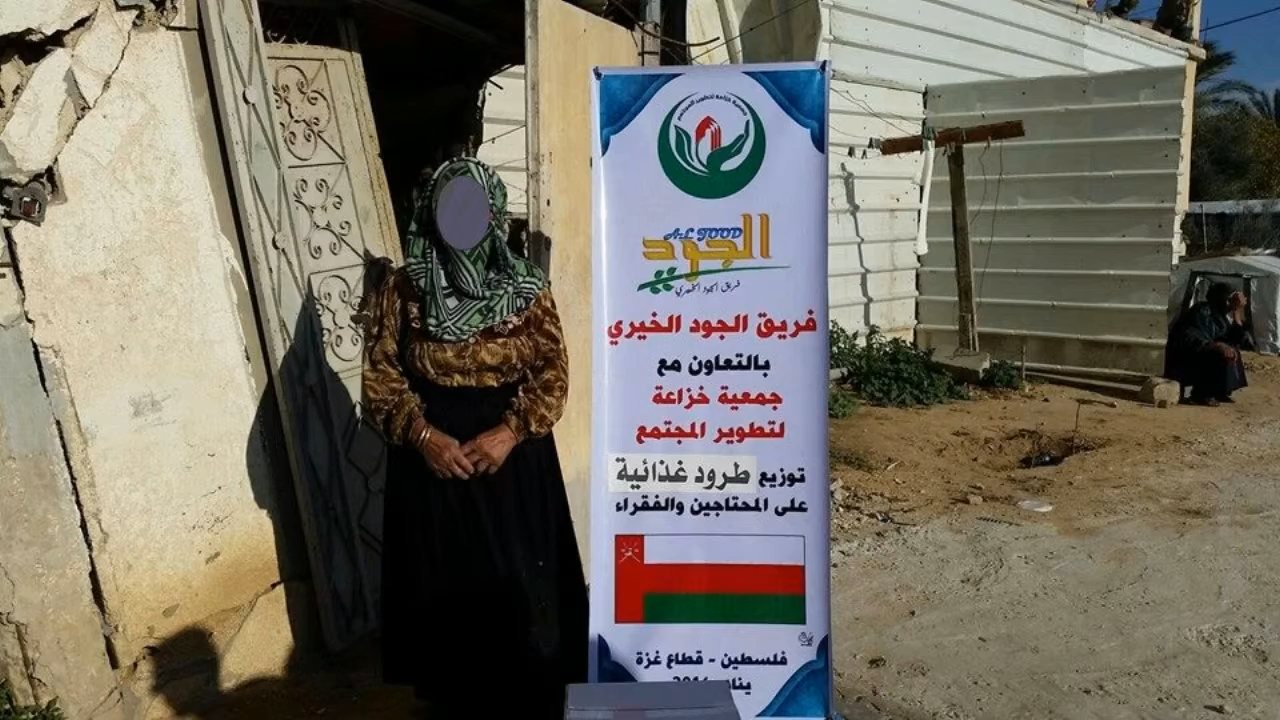 AL JOOD
الجود
فريق الجود الخيري
فريق الجود الخيري
بالتعاون مع
جمعية خزاعة
لتطوير المجتمع
توزيع طرود غذائية
على المحتاجين والفقراء
فلسطين - قطاع غزة